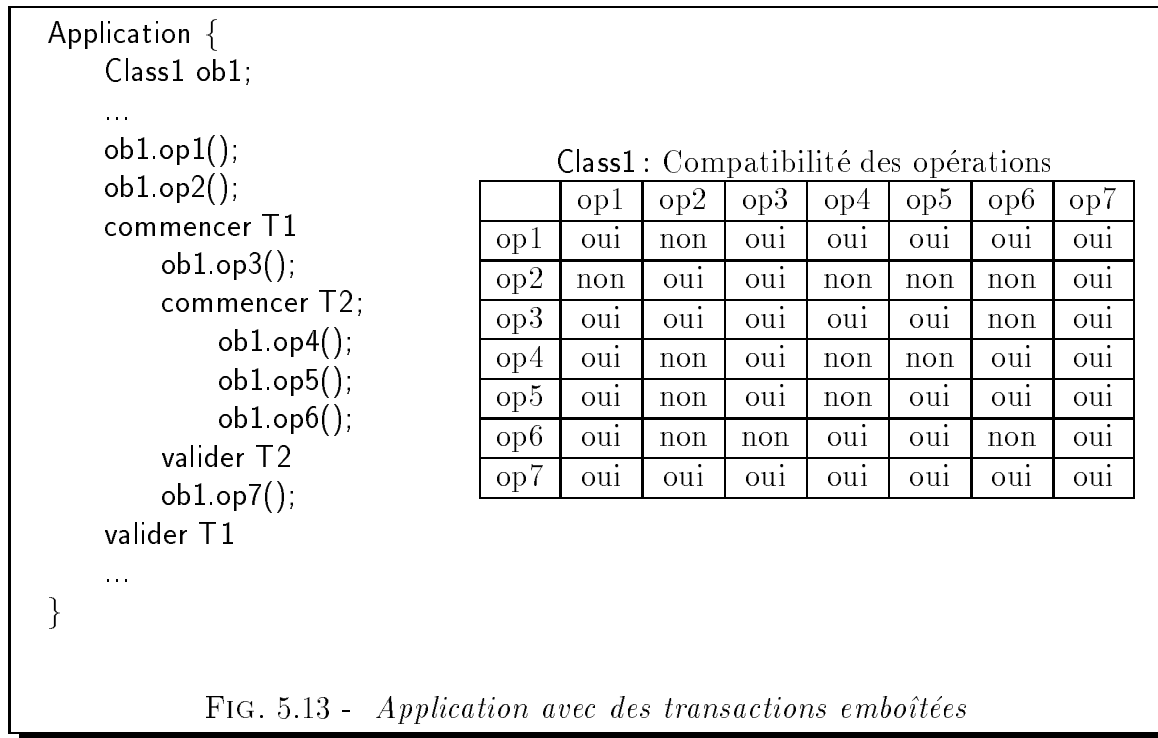 Application {
Class1 ob1;
...
ob1.op1();
ob1.op2();
commencer T1
ob1.op3();
commencer T2;
ob1.op4();
ob1.op5();
ob1.op6();
valider T2
ob1.op7();
valider T1
...
}
Class1 : Compatibilité des opérations
op1 op2 op3 op4 op5 op6 op7
op1 oui non oui oui oui oui oui
op2 non oui oui non non non oui
op3 oui oui oui oui oui non oui
op4 oui non oui non non oui oui
op5 oui non oui non oui oui oui
op6 oui non non oui oui non oui
op7 oui oui oui oui oui oui oui
FIG. 5.13 - Application avec des transactions emboîtées